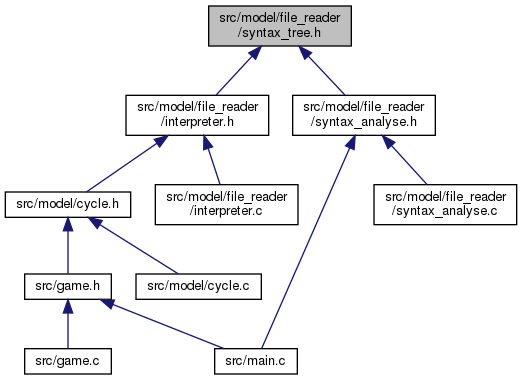 src/model/file_reader
/syntax_tree.h
src/model/file_reader
/interpreter.h
src/model/file_reader
/syntax_analyse.h
src/model/cycle.h
src/model/file_reader
/interpreter.c
src/model/file_reader
/syntax_analyse.c
src/game.h
src/model/cycle.c
src/game.c
src/main.c